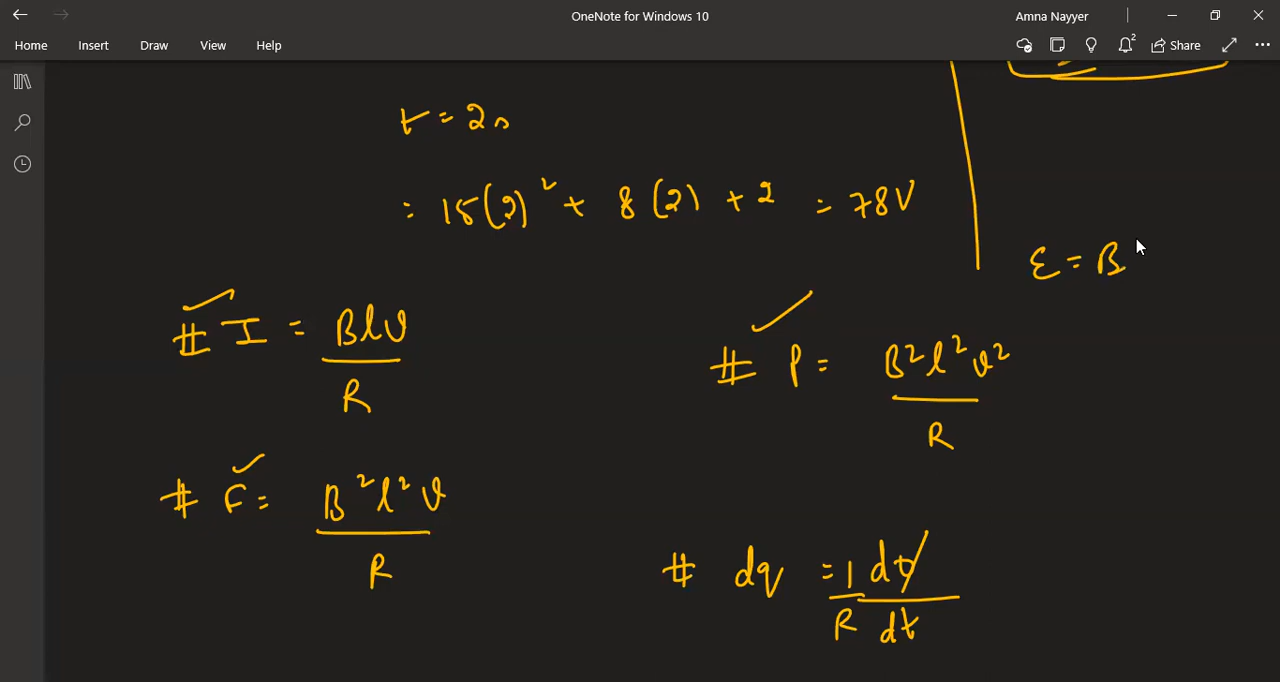 OneNote for Windows 10
Amna Nayyer
Home Insert Draw View Help
2 Share
t = 2s
= 15(2)² + 8(2) + 2 = 78V
ε = B
# I = Blv
R
# P = B²l²v²
R
# F = B²l²v
R
# dq = 1 dφ
R dt